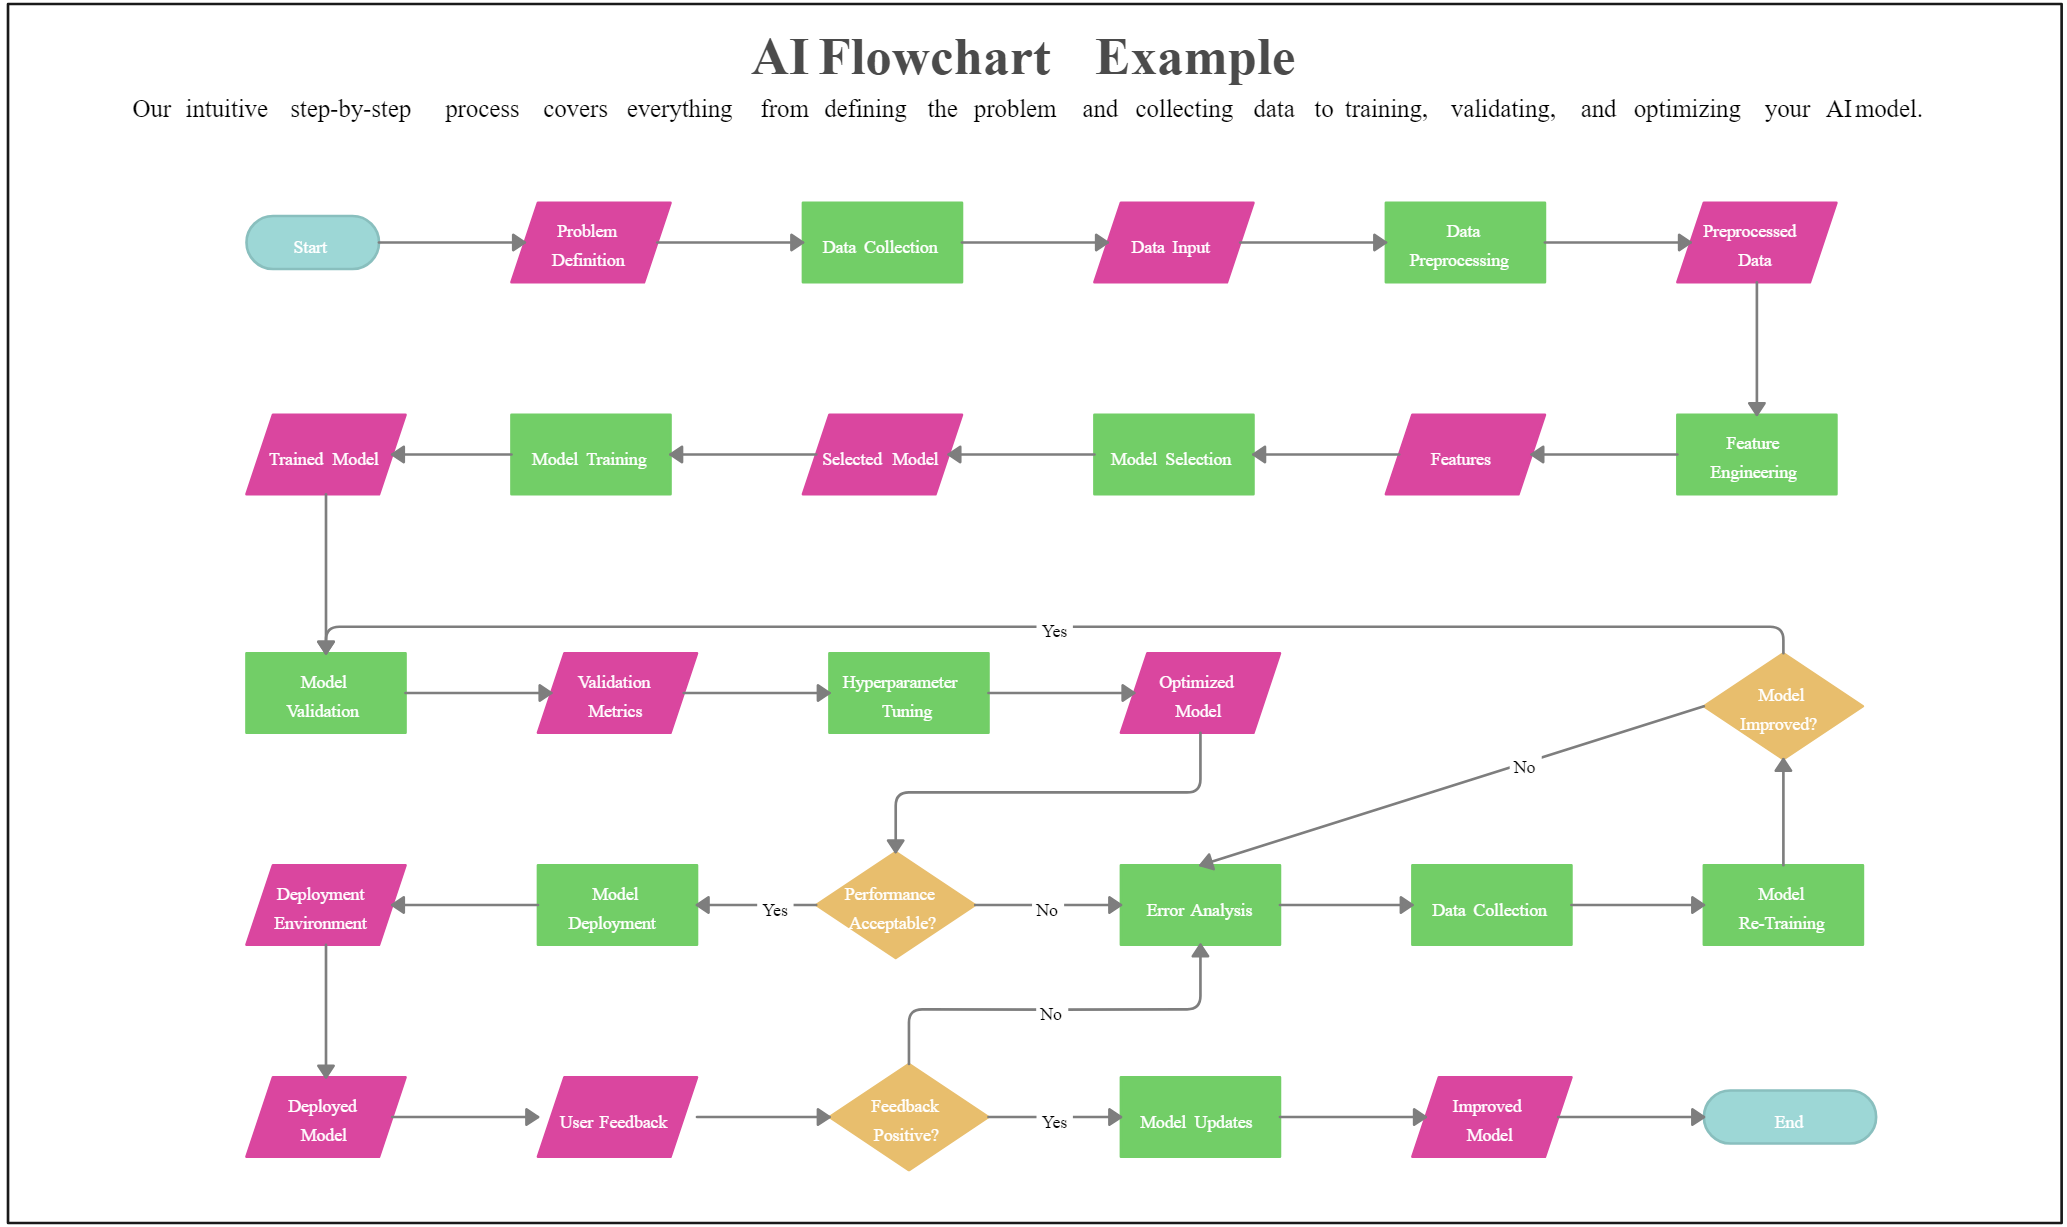 AI Flowchart Example
Our intuitive step-by-step process covers everything from defining the problem and collecting data to training, validating, and optimizing your AI model.
Start
Problem
Definition
Data Collection
Data Input
Data
Preprocessing
Preprocessed
Data
Trained Model
Model Training
Selected Model
Model Selection
Features
Feature
Engineering
Yes
Model
Validation
Validation
Metrics
Hyperparameter
Tuning
Optimized
Model
Model
Improved?
No
Deployment
Environment
Model
Deployment
Yes
Performance
Acceptable?
No
Error Analysis
Data Collection
Model
Re-Training
No
Deployed
Model
User Feedback
Feedback
Positive?
Yes
Model Updates
Improved
Model
End